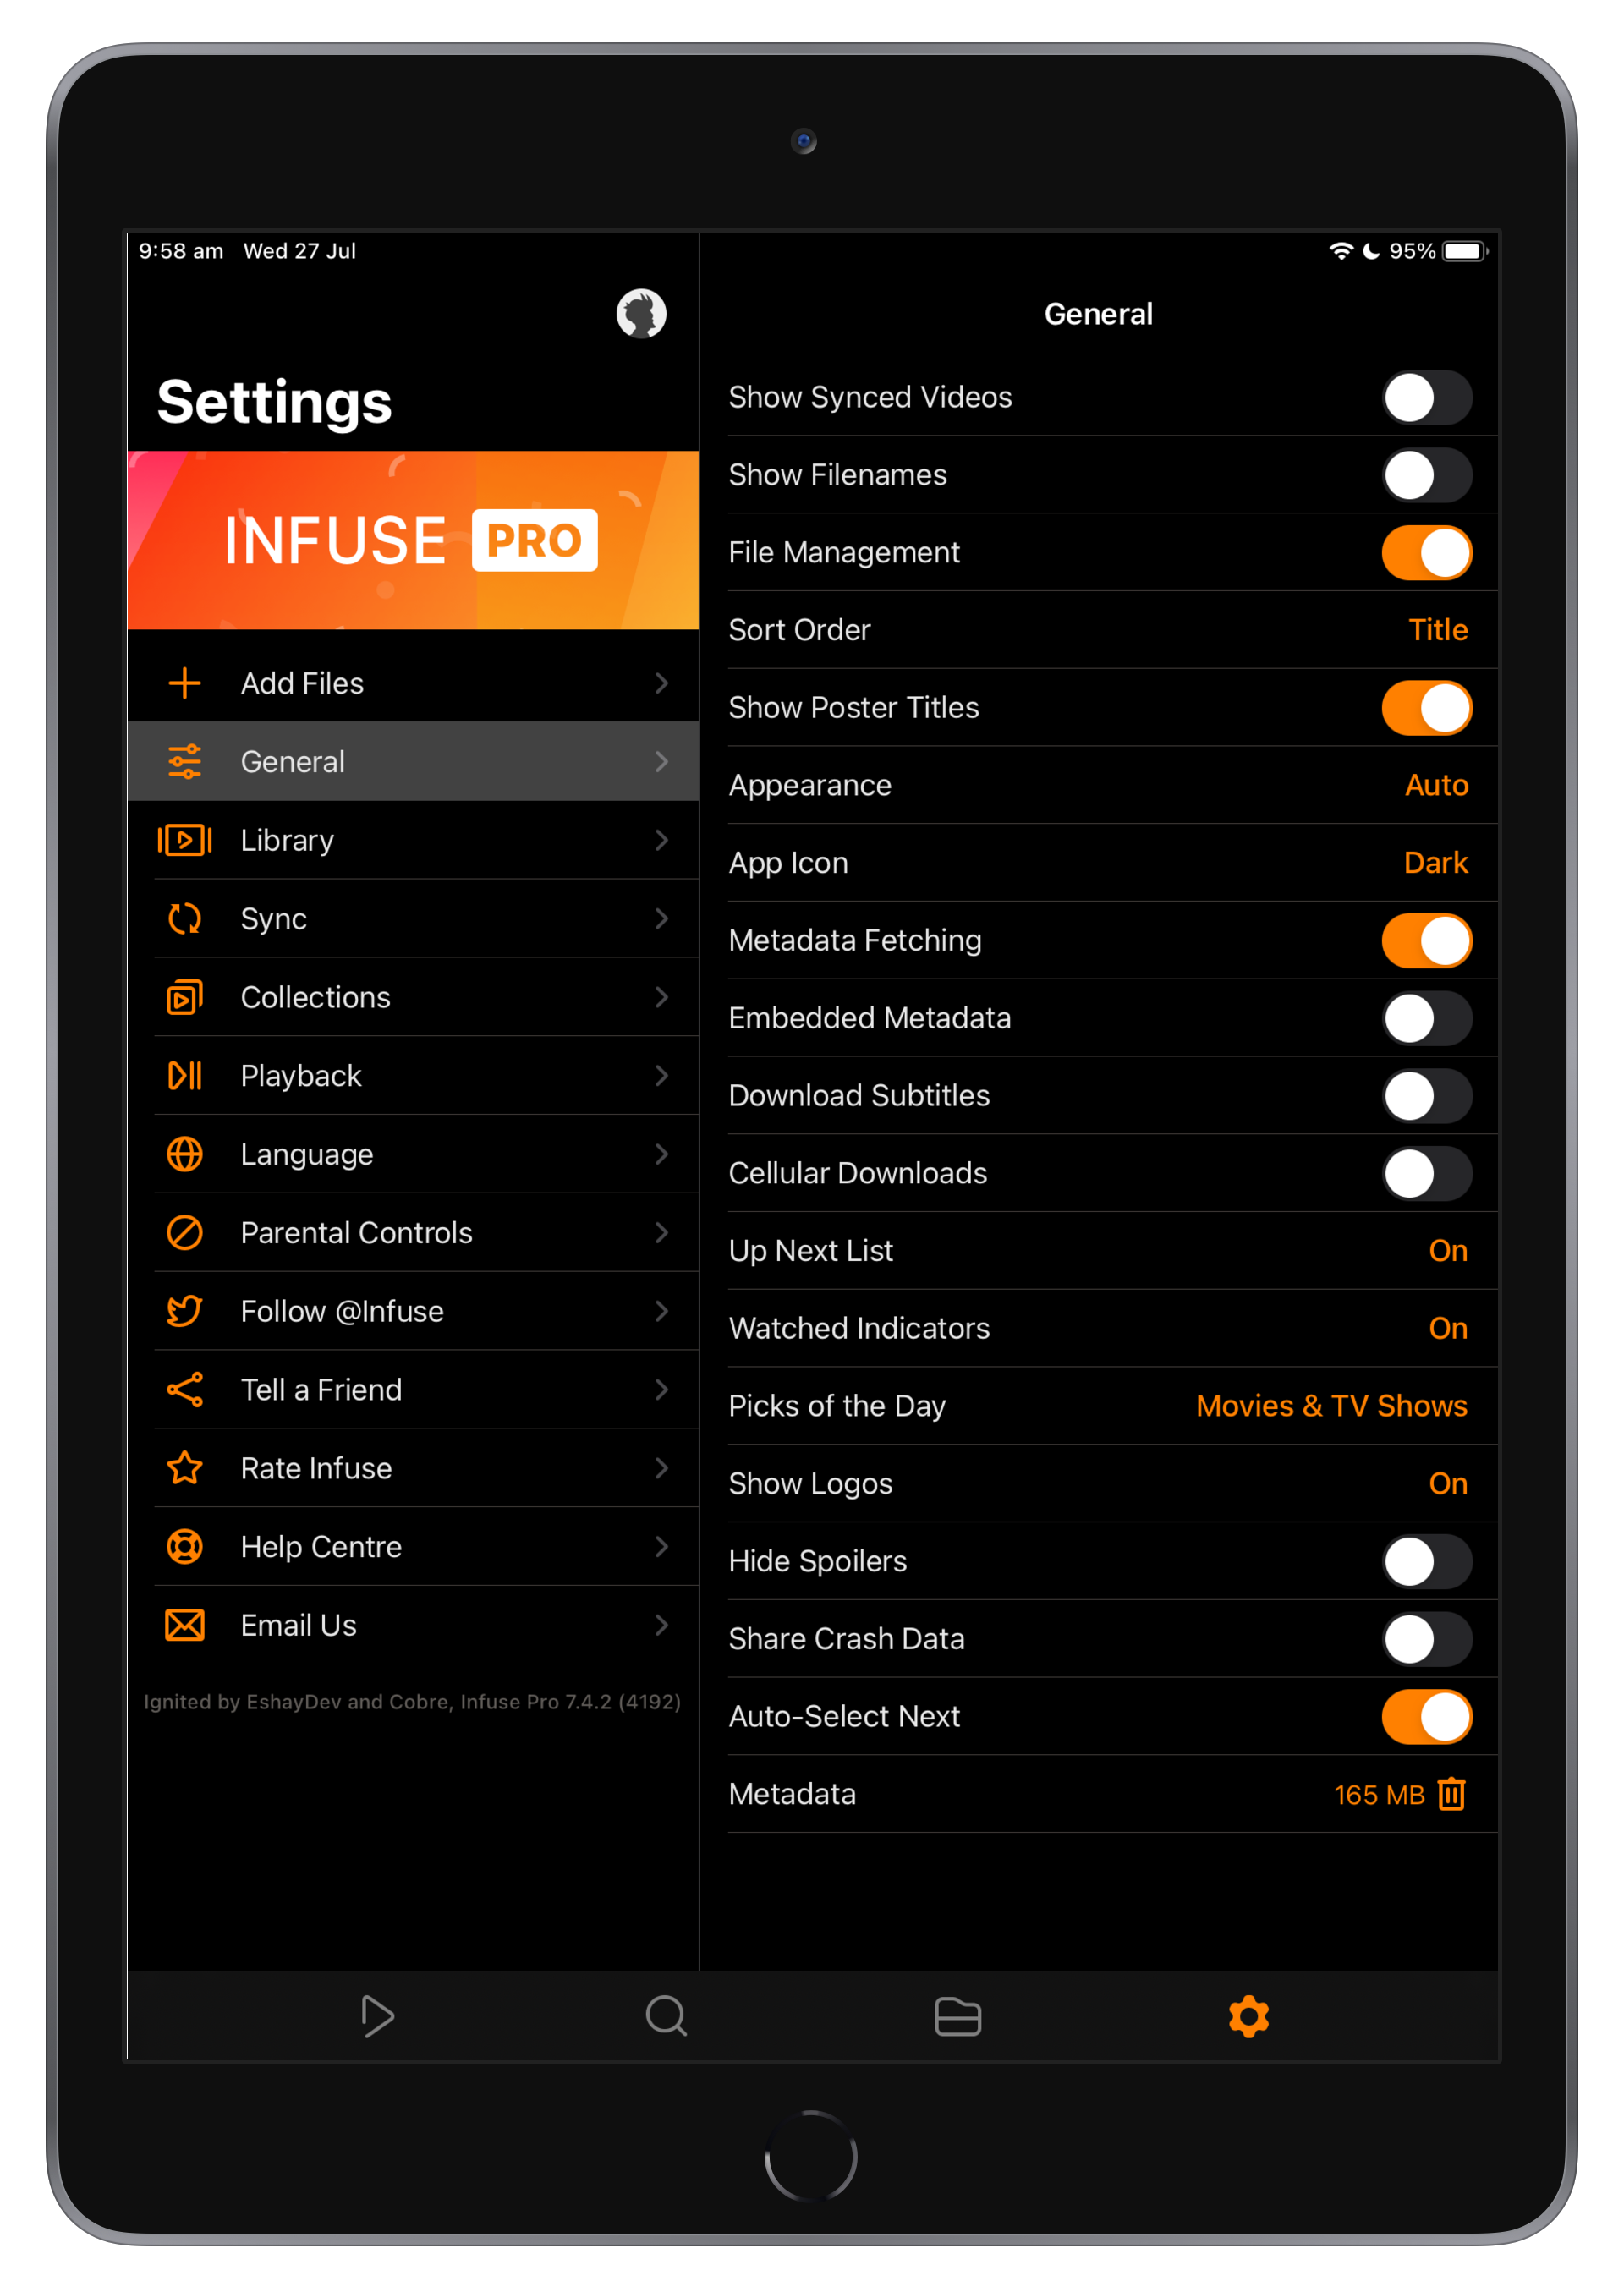 9:58 am Wed 27 Jul
95%
Settings
INFUSE PRO
Add Files
General
Library
Sync
Collections
Playback
Language
Parental Controls
Follow @Infuse
Tell a Friend
Rate Infuse
Help Centre
Email Us
Ignited by EshayDev and Cobre, Infuse Pro 7.4.2 (4192)
General
Show Synced Videos
Show Filenames
File Management
Sort Order Title
Show Poster Titles
Appearance Auto
App Icon Dark
Metadata Fetching
Embedded Metadata
Download Subtitles
Cellular Downloads
Up Next List On
Watched Indicators On
Picks of the Day Movies & TV Shows
Show Logos On
Hide Spoilers
Share Crash Data
Auto-Select Next
Metadata 165 MB